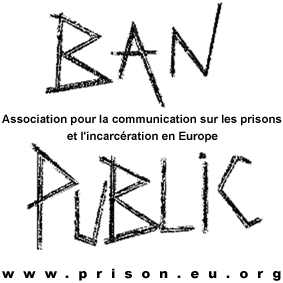 BAN
Association pour la communication sur les prisons
et l'incarcération en Europe
PUBLIC
www.prison.eu.org